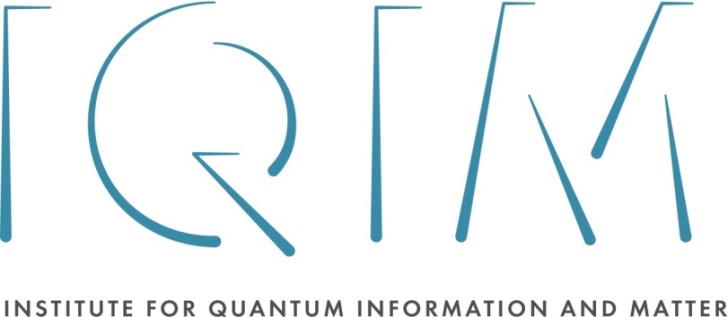 IQIM
INSTITUTE FOR QUANTUM INFORMATION AND MATTER